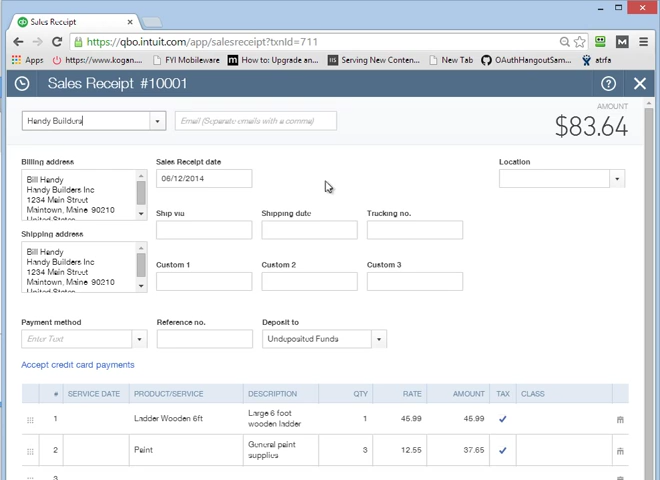 Sales Receipt
https://qbo.intuit.com/app/salesreceipt?txnId=711
Apps https://www.kogan.... FYI Mobileware How to: Upgrade an... Serving New Conten... OAuthHangoutSam... atrfa
Sales Receipt #10001
Handy Builders Email (Separate emails with a comma)
AMOUNT
$83.64
Billing address Sales Receipt date Location
Bill Handy
Handy Builders Inc
1234 Main Street
Maintown, Maine 90210
United States
06/12/2014
Ship via Shipping date Trucking no.
Shipping address
Bill Handy
Handy Builders Inc
1234 Main Street
Maintown, Maine 90210
United States
Custom 1 Custom 2 Custom 3
Payment method Reference no. Deposit to
Enter Text Undeposited Funds
Accept credit card payments
# SERVICE DATE PRODUCT/SERVICE DESCRIPTION QTY RATE AMOUNT TAX CLASS
1 Ladder Wooden 6ft Large 6 foot wooden ladder 1 45.99 45.99
2 Paint General paint supplies 3 12.55 37.65
3